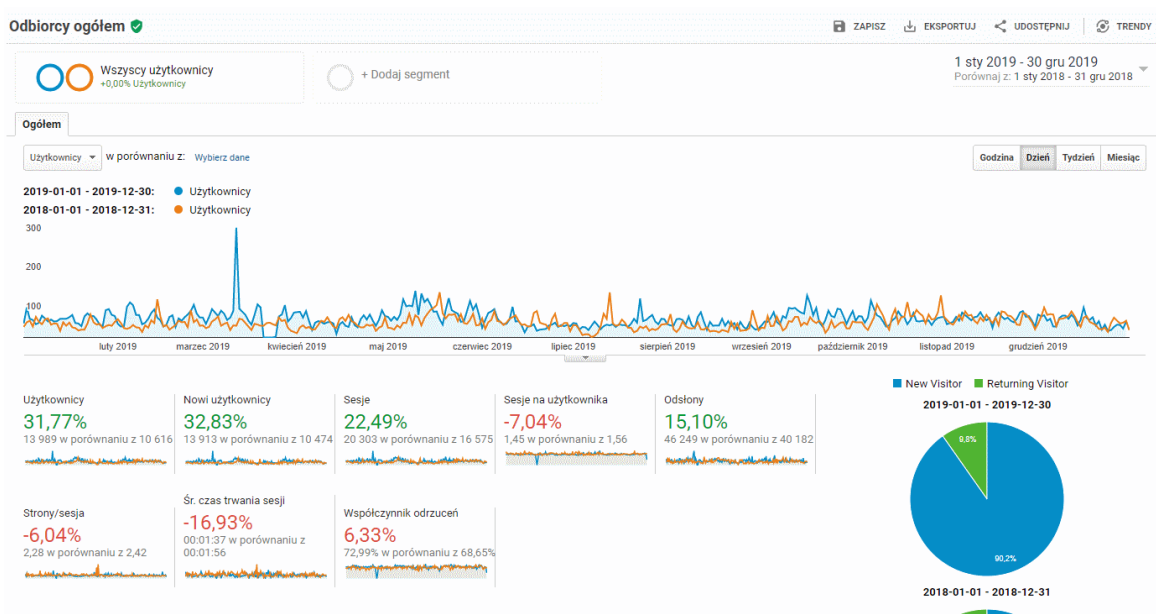 Odbiorcy ogółem
ZAPISZ EKSPORTUJ UDOSTĘPNIJ TRENDY
Wszyscy użytkownicy
+0,00% Użytkownicy
+ Dodaj segment
1 sty 2019 - 30 gru 2019
Porównaj z: 1 sty 2018 - 31 gru 2018
Ogółem
Użytkownicy w porównaniu z: Wybierz dane
Godzina Dzień Tydzień Miesiąc
2019-01-01 - 2019-12-30: Użytkownicy
2018-01-01 - 2018-12-31: Użytkownicy
300
200
100
luty 2019 marzec 2019 kwiecień 2019 maj 2019 czerwiec 2019 lipiec 2019 sierpień 2019 wrzesień 2019 październik 2019 listopad 2019 grudzień 2019
Użytkownicy
31,77%
13 989 w porównaniu z 10 616
Nowi użytkownicy
32,83%
13 913 w porównaniu z 10 474
Sesje
22,49%
20 303 w porównaniu z 16 575
Sesje na użytkownika
-7,04%
1,45 w porównaniu z 1,56
Odsłony
15,10%
46 249 w porównaniu z 40 182
Strony/sesja
-6,04%
2,28 w porównaniu z 2,42
Śr. czas trwania sesji
-16,93%
00:01:37 w porównaniu z
00:01:56
Współczynnik odrzuceń
6,33%
72,99% w porównaniu z 68,65%
New Visitor Returning Visitor
2019-01-01 - 2019-12-30
9,8%
90,2%
2018-01-01 - 2018-12-31